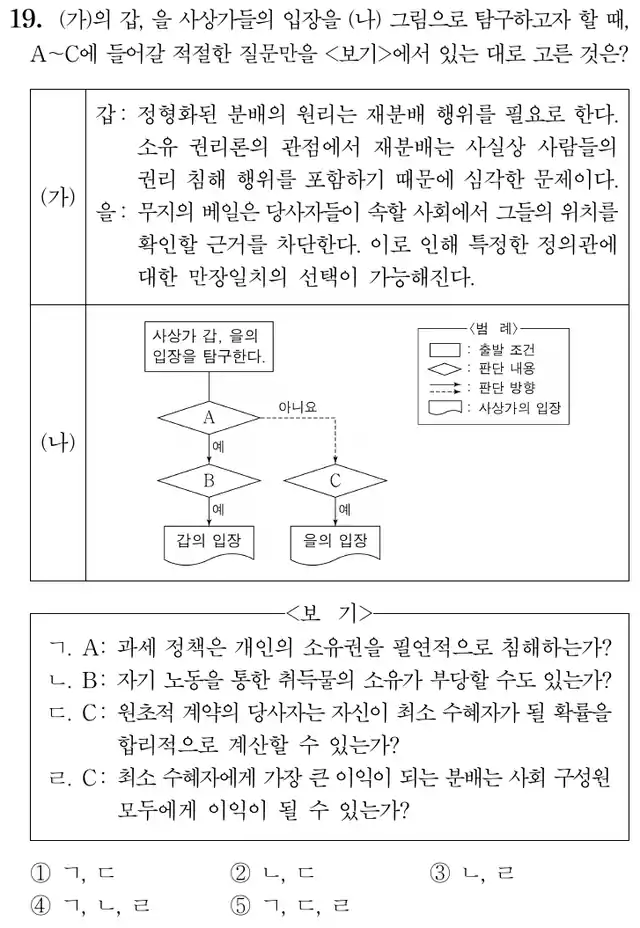 19. (가)의 갑, 을 사상가들의 입장을 (나) 그림으로 탐구하고자 할 때,
A~C에 들어갈 적절한 질문만을 <보기>에서 있는 대로 고른 것은?
(가)
갑: 정형화된 분배의 원리는 재분배 행위를 필요로 한다.
소유 권리론의 관점에서 재분배는 사실상 사람들의
권리 침해 행위를 포함하기 때문에 심각한 문제이다.
을: 무지의 베일은 당사자들이 속할 사회에서 그들의 위치를
확인할 근거를 차단한다. 이로 인해 특정한 정의관에
대한 만장일치의 선택이 가능해진다.
(나)
사상가 갑, 을의
입장을 탐구한다.
A
아니요
예
B
C
예
예
갑의 입장
을의 입장
<범 례>
: 출발 조건
: 판단 내용
: 판단 방향
: 사상가의 입장
<보 기>
ㄱ. A: 과세 정책은 개인의 소유권을 필연적으로 침해하는가?
ㄴ. B: 자기 노동을 통한 취득물의 소유가 부당할 수도 있는가?
ㄷ. C: 원초적 계약의 당사자는 자신이 최소 수혜자가 될 확률을
합리적으로 계산할 수 있는가?
ㄹ. C: 최소 수혜자에게 가장 큰 이익이 되는 분배는 사회 구성원
모두에게 이익이 될 수 있는가?
① ㄱ, ㄷ ② ㄴ, ㄷ ③ ㄴ, ㄹ
④ ㄱ, ㄴ, ㄹ ⑤ ㄱ, ㄷ, ㄹ